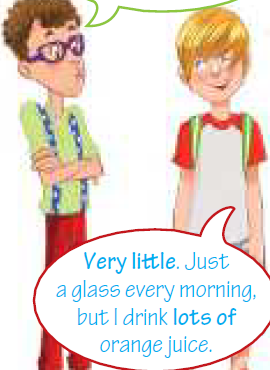 Very little. Just
a glass every morning,
but I drink lots of
orange juice.